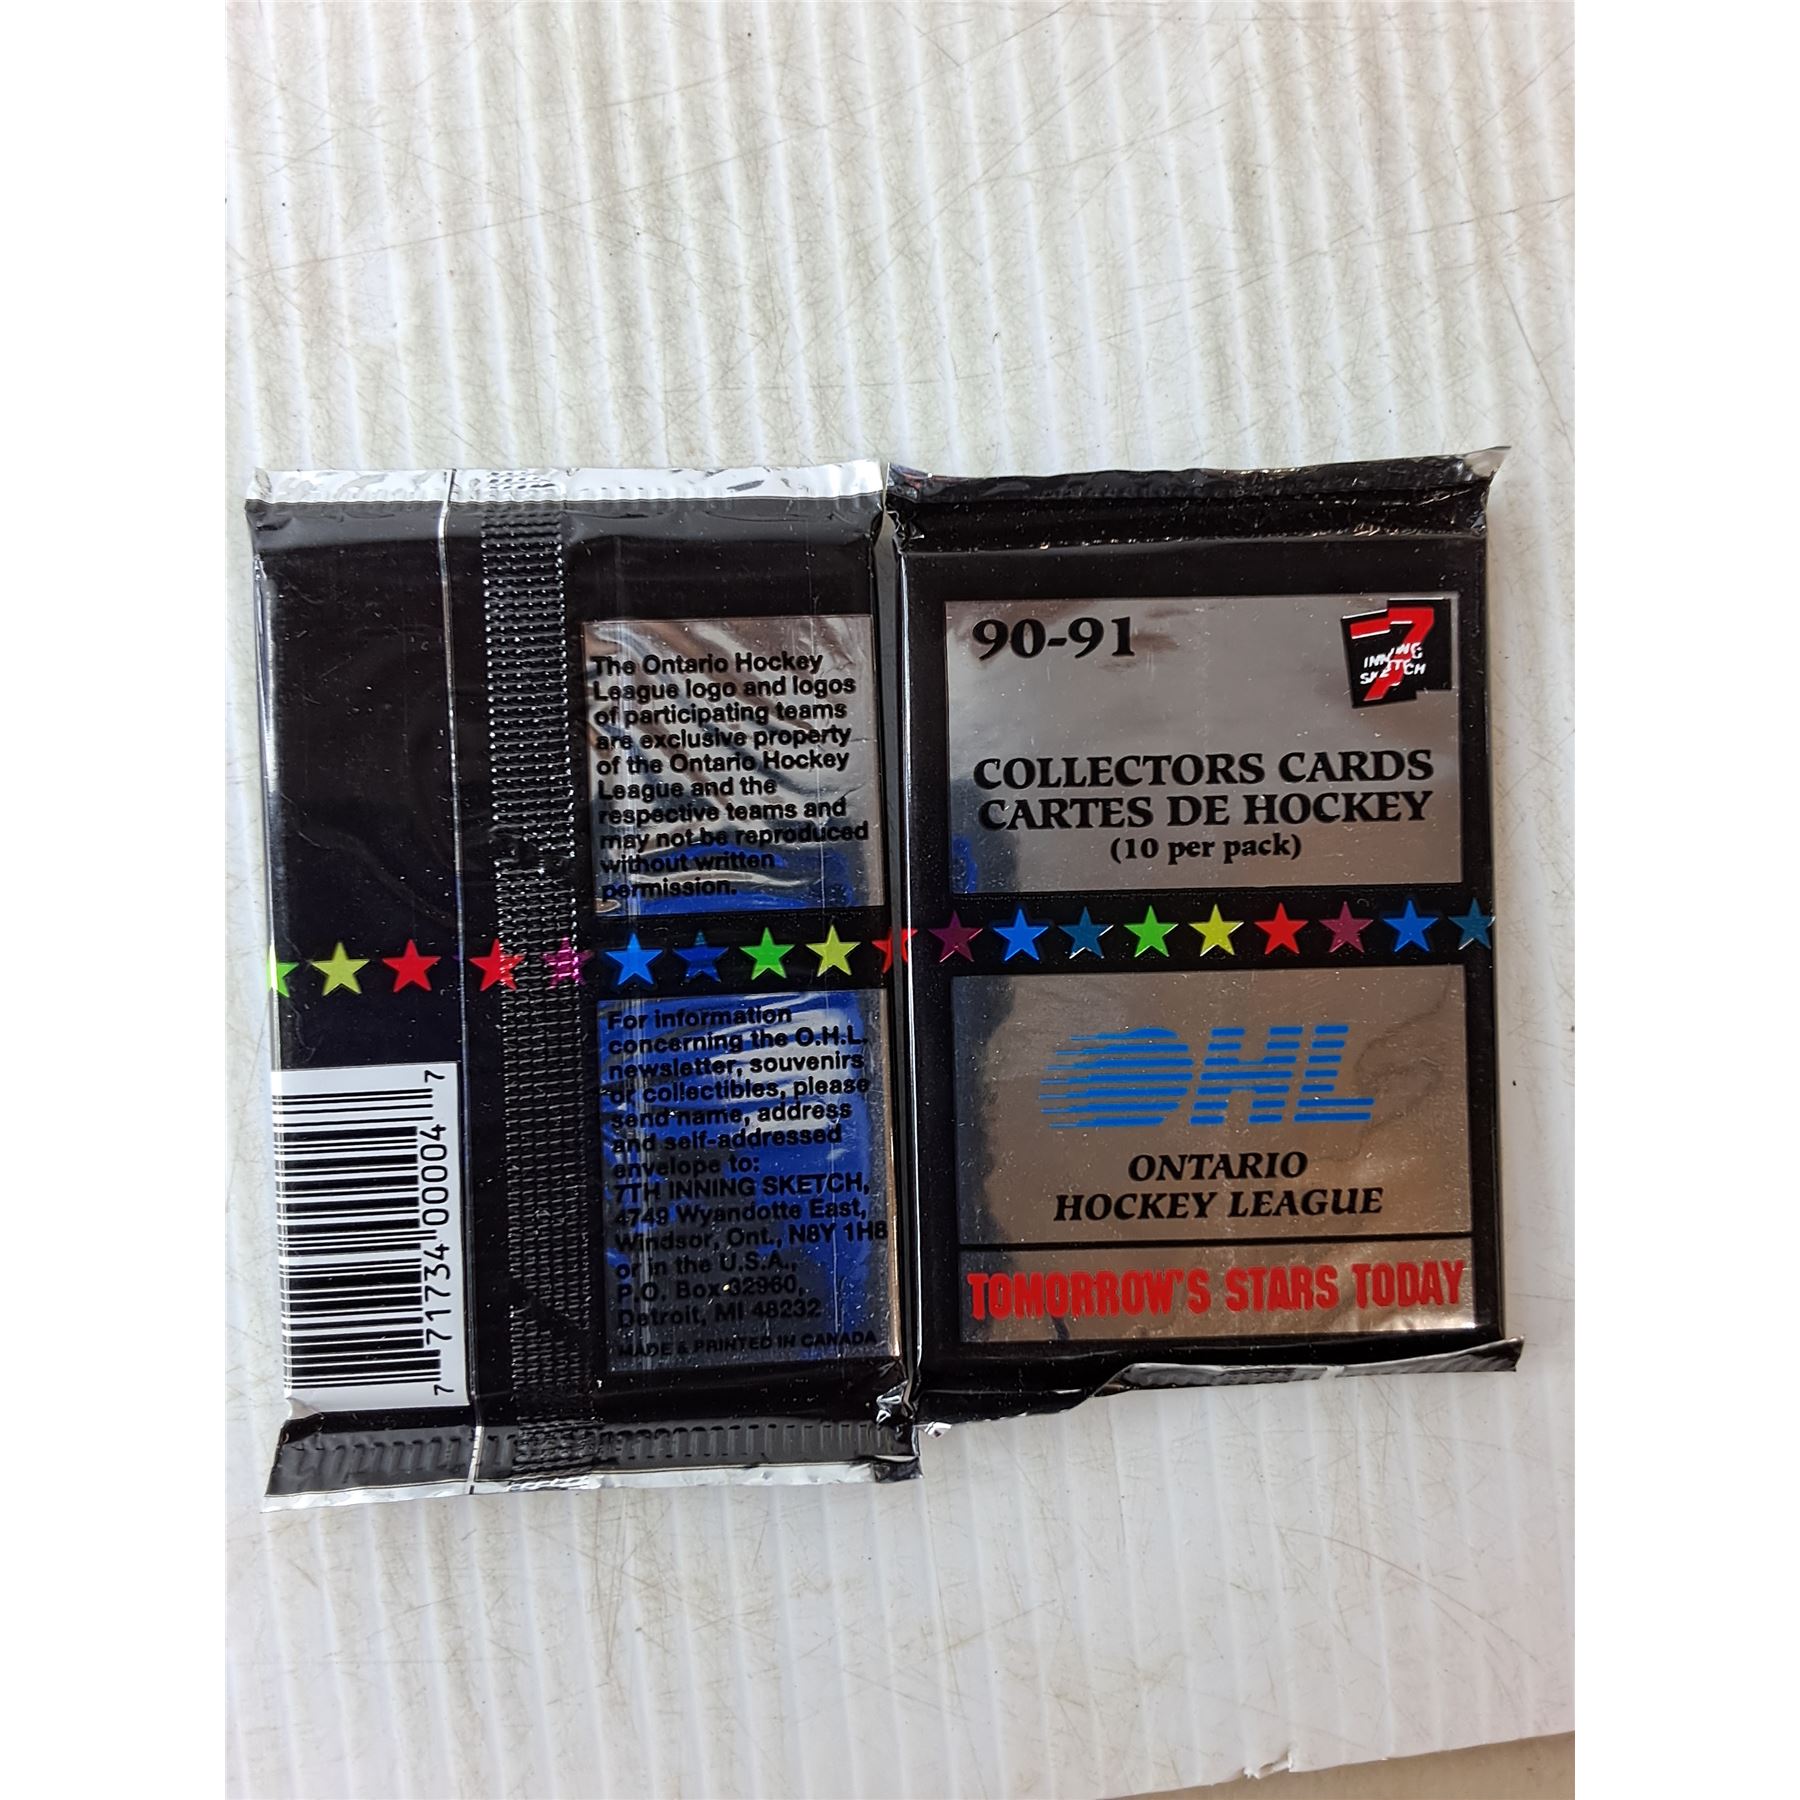 The Ontario Hockey
League logo and logos
of participating teams
are exclusive property
of the Ontario Hockey
League and the
respective teams and
may not be reproduced
without written
permission.
For information
concerning the O.H.L.
newsletter, souvenirs
or collectibles, please
send name, address
and self-addressed
envelope to:
7TH INNING SKETCH,
4749 Wyandotte East,
Windsor, Ont., N8Y 1H8
or in the U.S.A.,
P.O. Box 32960,
Detroit, MI 48232
MADE & PRINTED IN CANADA
7 71734 00004 7
90-91
7
INNING
SKETCH
COLLECTORS CARDS
CARTES DE HOCKEY
(10 per pack)
OHL
ONTARIO
HOCKEY LEAGUE
TOMORROW'S STARS TODAY